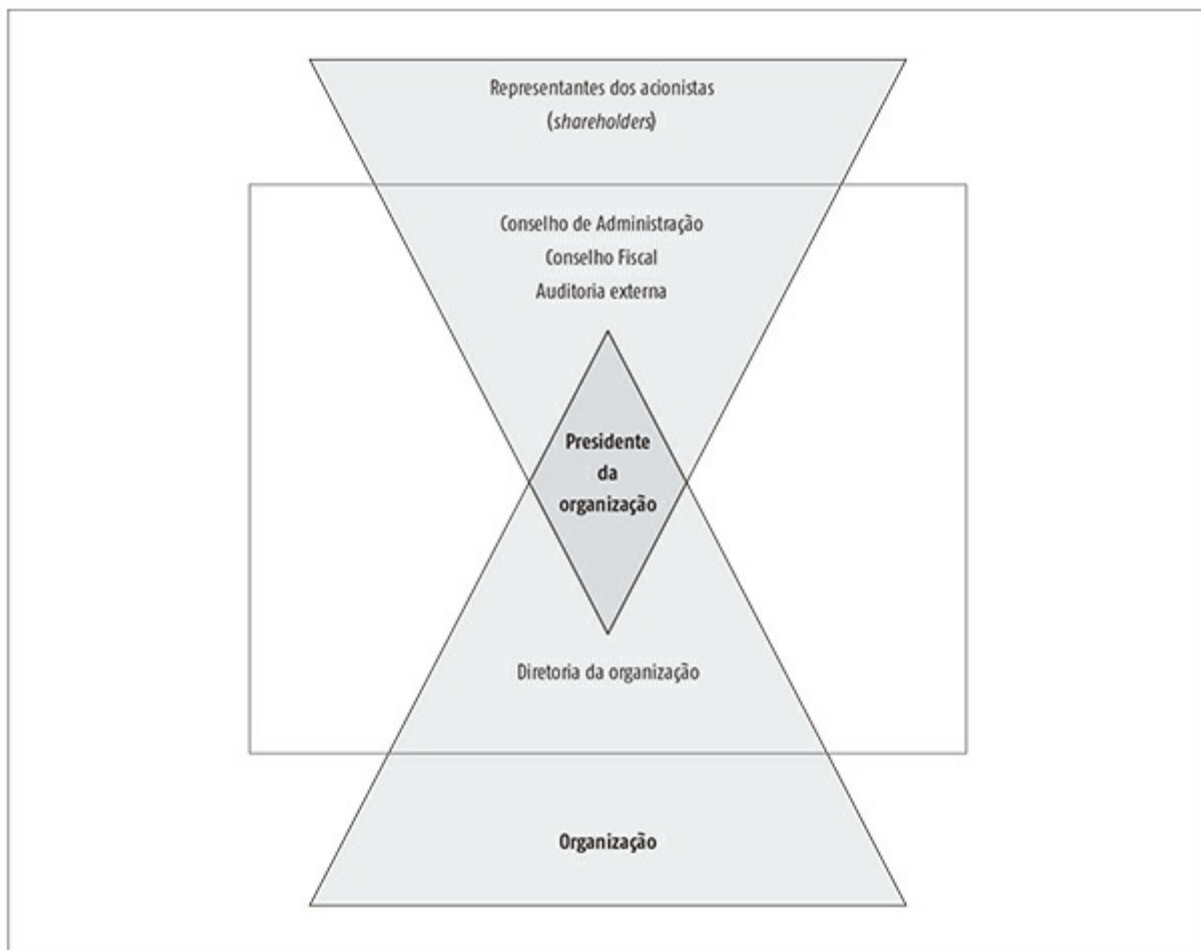 Representantes dos acionistas
(shareholders)
Conselho de Administração
Conselho Fiscal
Auditoria externa
Presidente
da
organização
Diretoria da organização
Organização